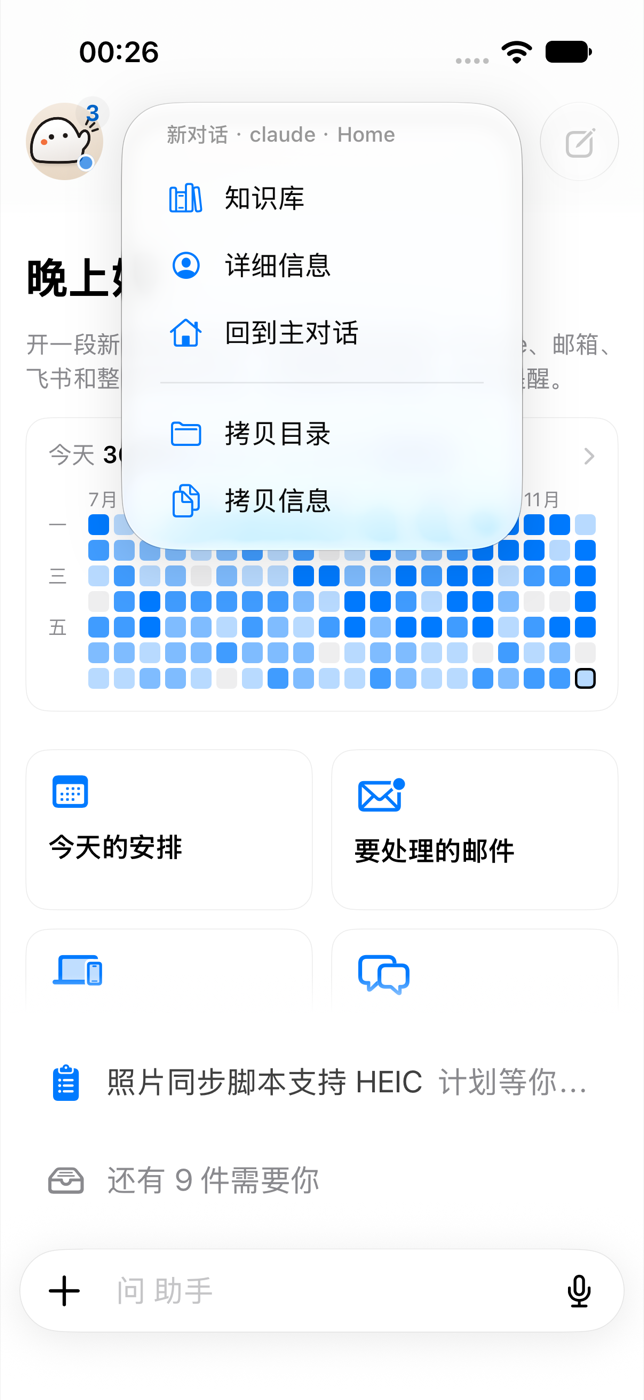 00:26
3
新对话 · claude · Home
知识库
详细信息
回到主对话
拷贝目录
拷贝信息
晚上
开一段新
、邮箱、
飞书和整
醒。
今天
7月
11月
一
三
五
今天的安排
要处理的邮件
照片同步脚本支持 HEIC 计划等你…
还有 9 件需要你
问 助手